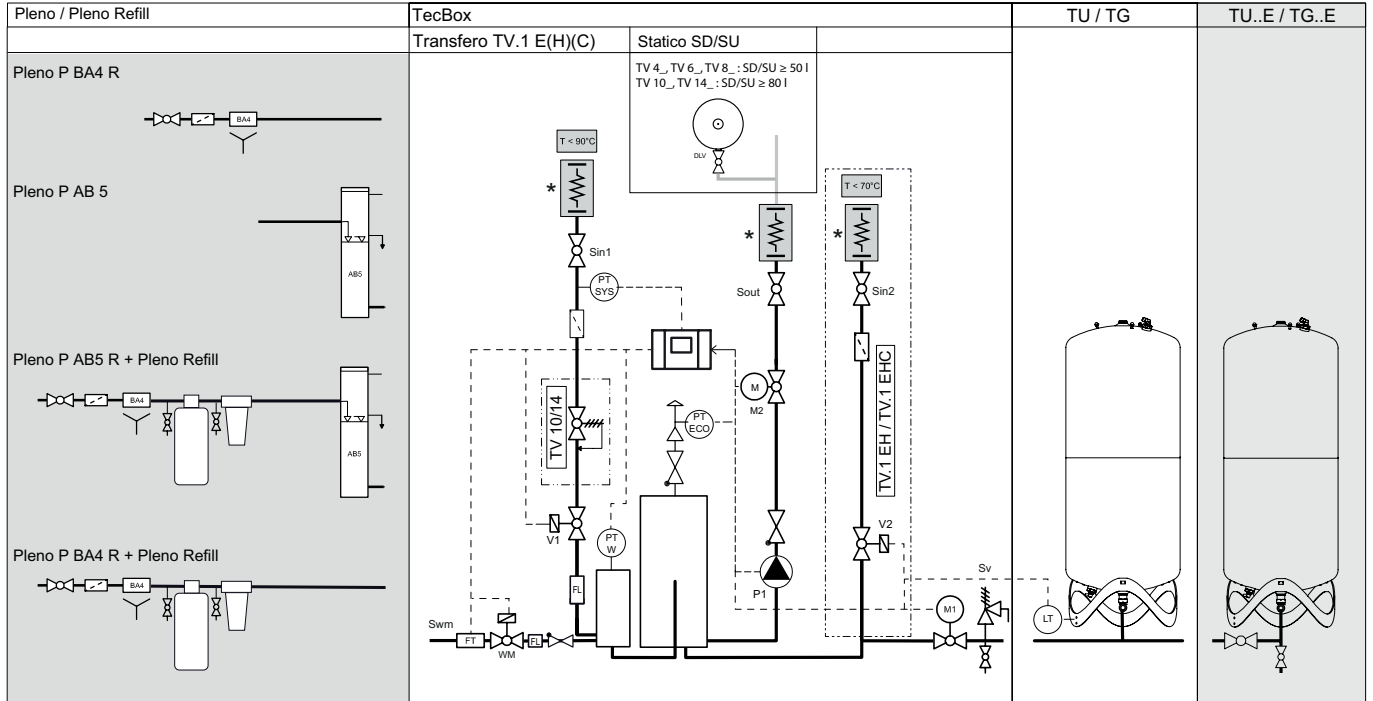 Pleno / Pleno Refill
TecBox
TU / TG
TU..E / TG..E
Transfero TV.1 E(H)(C)
Statico SD/SU
Pleno P BA4 R
BA4
Pleno P AB 5
AB5
Pleno P AB5 R + Pleno Refill
BA4
AB5
Pleno P BA4 R + Pleno Refill
BA4
TV 4_, TV 6_, TV 8_ : SD/SU ≥ 50 l
TV 10_, TV 14_ : SD/SU ≥ 80 l
DLV
T < 90°C
*
Sin1
PT
SYS
TV 10/14
V1
PT
W
FL
Swm
FT
WM
FL
PT
ECO
*
Sout
M
M2
P1
T < 70°C
*
Sin2
TV.1 EH / TV.1 EHC
V2
M1
Sv
LT